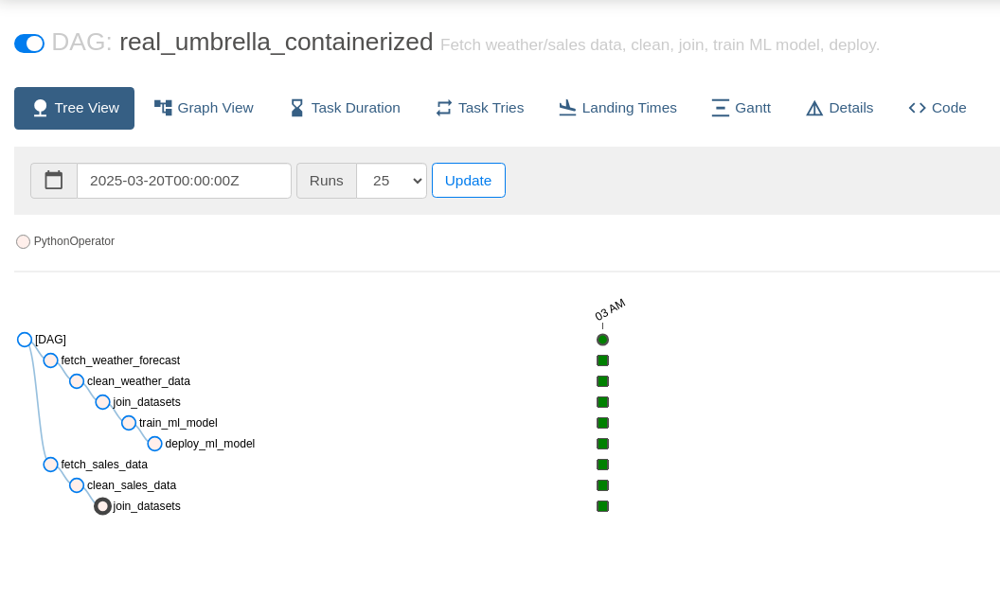 DAG: real_umbrella_containerized Fetch weather/sales data, clean, join, train ML model, deploy.
Tree View Graph View Task Duration Task Tries Landing Times Gantt Details Code
2025-03-20T00:00:00Z Runs 25 Update
PythonOperator
03 AM
[DAG]
fetch_weather_forecast
clean_weather_data
join_datasets
train_ml_model
deploy_ml_model
fetch_sales_data
clean_sales_data
join_datasets